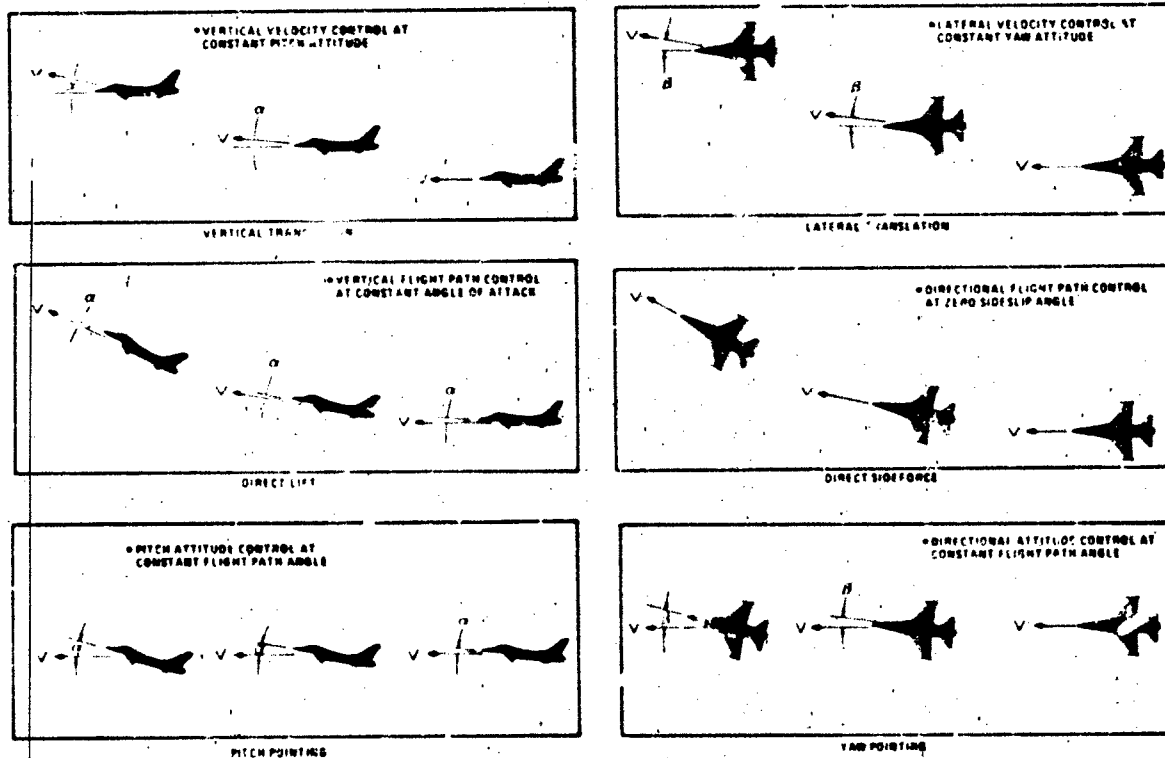 • VERTICAL VELOCITY CONTROL AT
CONSTANT PITCH ATTITUDE
V
V
α
V
VERTICAL
• LATERAL VELOCITY CONTROL AT
CONSTANT YAW ATTITUDE
V
β
β
V
V
LATERAL TRANSLATION
• VERTICAL FLIGHT PATH CONTROL
AT CONSTANT ANGLE OF ATTACK
V
α
V
α
V
α
DIRECT LIFT
• DIRECTIONAL FLIGHT PATH CONTROL
AT ZERO SIDESLIP ANGLE
V
V
V
DIRECT SIDEFORCE
• PITCH ATTITUDE CONTROL AT
CONSTANT FLIGHT PATH ANGLE
V
V
V
α
PITCH POINTING
• DIRECTIONAL ATTITUDE CONTROL AT
CONSTANT FLIGHT PATH ANGLE
V
β
V
V
YAW POINTING